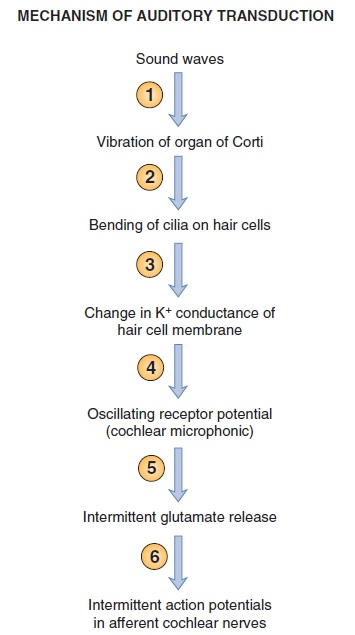 MECHANISM OF AUDITORY TRANSDUCTION
Sound waves
1
Vibration of organ of Corti
2
Bending of cilia on hair cells
3
Change in K⁺ conductance of
hair cell membrane
4
Oscillating receptor potential
(cochlear microphonic)
5
Intermittent glutamate release
6
Intermittent action potentials
in afferent cochlear nerves